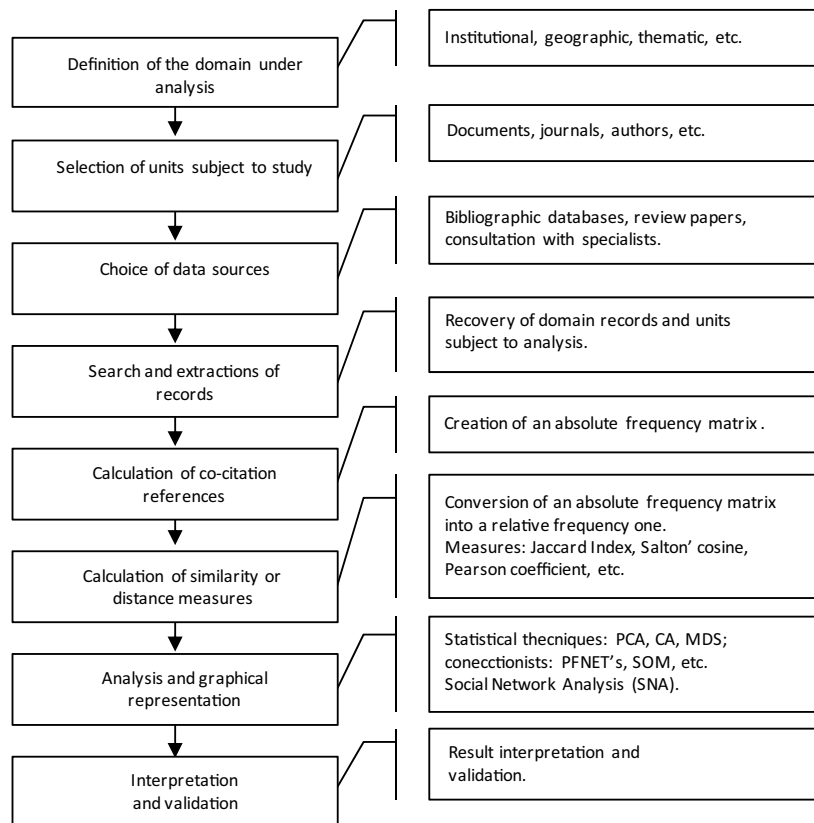 Definition of the domain under
analysis
Institutional, geographic, thematic, etc.
Selection of units subject to study
Documents, journals, authors, etc.
Choice of data sources
Bibliographic databases, review papers,
consultation with specialists.
Search and extractions of
records
Recovery of domain records and units
subject to analysis.
Calculation of co-citation
references
Creation of an absolute frequency matrix .
Calculation of similarity or
distance measures
Conversion of an absolute frequency matrix
into a relative frequency one.
Measures: Jaccard Index, Salton’ cosine,
Pearson coefficient, etc.
Analysis and graphical
representation
Statistical thecniques: PCA, CA, MDS;
conecctionists: PFNET’s, SOM, etc.
Social Network Analysis (SNA).
Interpretation
and validation
Result interpretation and
validation.